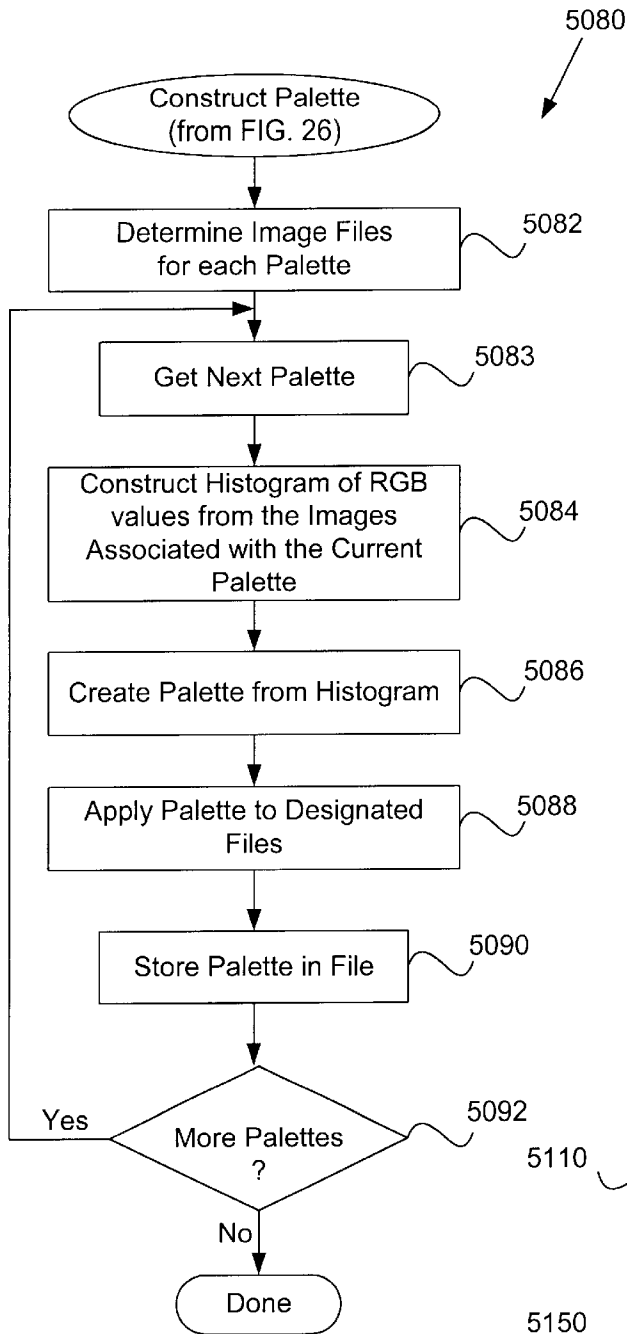 5080
Construct Palette
(from FIG. 26)
Determine Image Files
for each Palette
5082
Get Next Palette
5083
Construct Histogram of RGB
values from the Images
Associated with the Current
Palette
5084
Create Palette from Histogram
5086
Apply Palette to Designated
Files
5088
Store Palette in File
5090
Yes
More Palettes
?
5092
5110
No
Done
5150